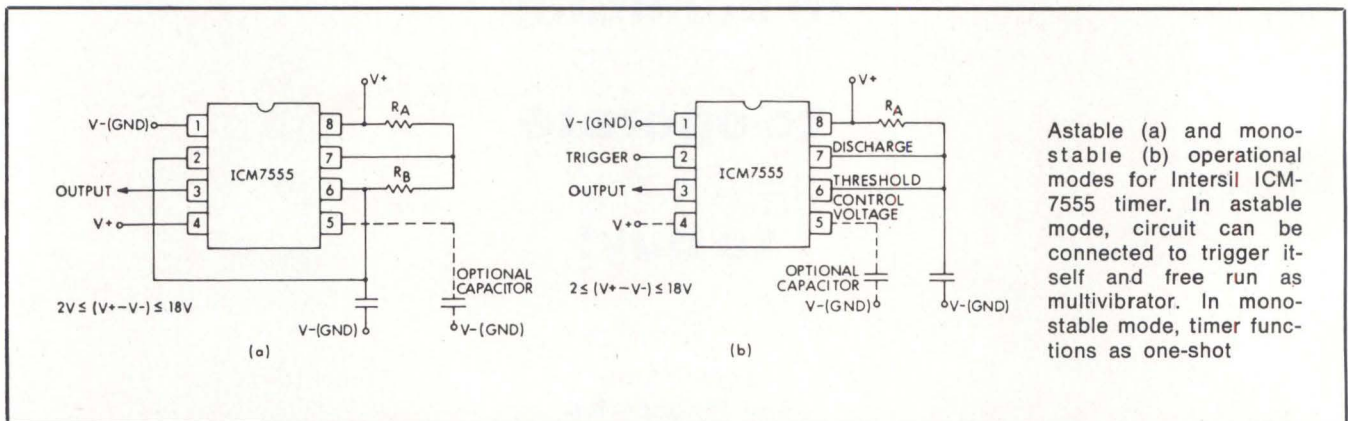 V+
RA
V-(GND)
1
8
2
7
ICM7555
OUTPUT
3
6
RB
V+
4
5
OPTIONAL
CAPACITOR
2V ≤ (V+-V-) ≤ 18V
V-(GND)
V-(GND)
(a)
V+
RA
V-(GND)
1
8
DISCHARGE
TRIGGER
2
7
ICM7555
THRESHOLD
OUTPUT
3
6
CONTROL
VOLTAGE
V+
4
5
OPTIONAL
CAPACITOR
2 ≤ (V+-V-) ≤ 18V
V-(GND)
V-(GND)
(b)
Astable (a) and mono-
stable (b) operational
modes for Intersil ICM-
7555 timer. In astable
mode, circuit can be
connected to trigger it-
self and free run as
multivibrator. In mono-
stable mode, timer func-
tions as one-shot